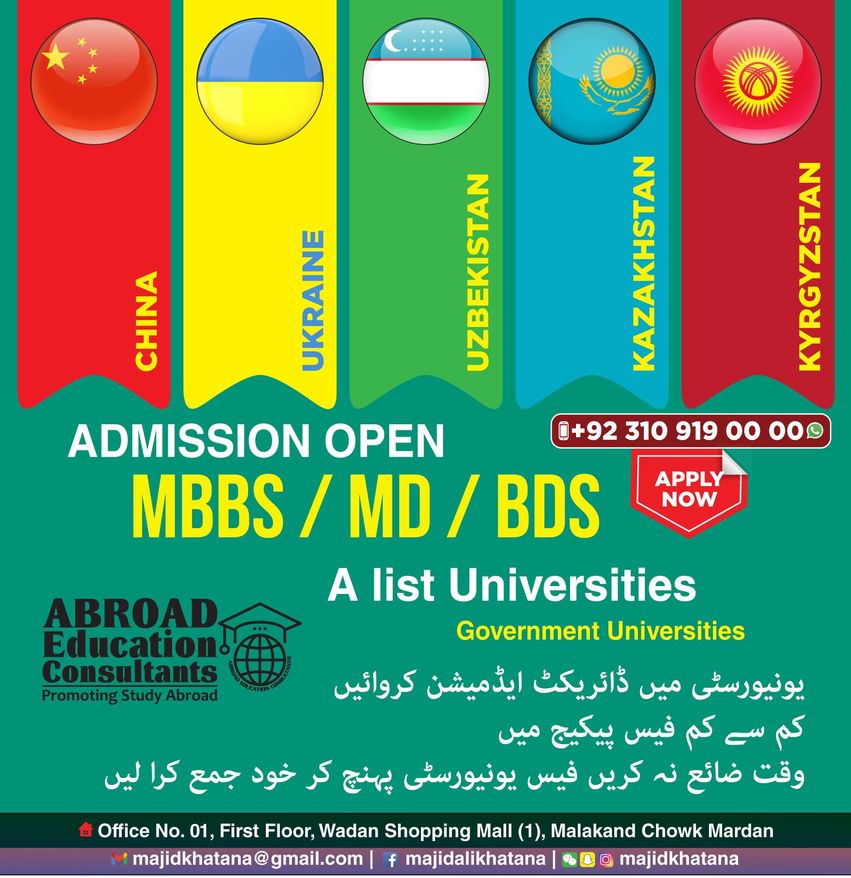 CHINA
UKRAINE
UZBEKISTAN
KAZAKHSTAN
KYRGYZSTAN
+92 310 919 00 00
ADMISSION OPEN
APPLY
NOW
MBBS / MD / BDS
A list Universities
Government Universities
ABROAD
Education
Consultants
Promoting Study Abroad
ABROAD EDUCATION CONSULTANTS
یونیورسٹی میں ڈائریکٹ ایڈمیشن کروائیں
کم سے کم فیس پیکیج میں
وقت ضائع نہ کریں فیس یونیورسٹی پہنچ کر خود جمع کرا لیں
Office No. 01, First Floor, Wadan Shopping Mall (1), Malakand Chowk Mardan
majidkhatana@gmail.com | majidalikhatana | majidkhatana